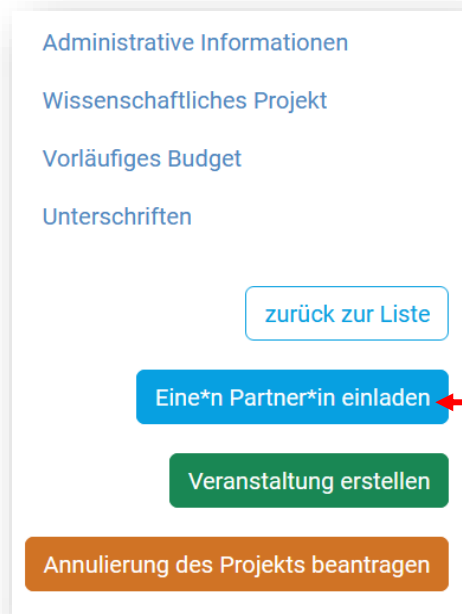 Administrative Informationen
Wissenschaftliches Projekt
Vorläufiges Budget
Unterschriften
zurück zur Liste
Eine*n Partner*in einladen
Veranstaltung erstellen
Annulierung des Projekts beantragen